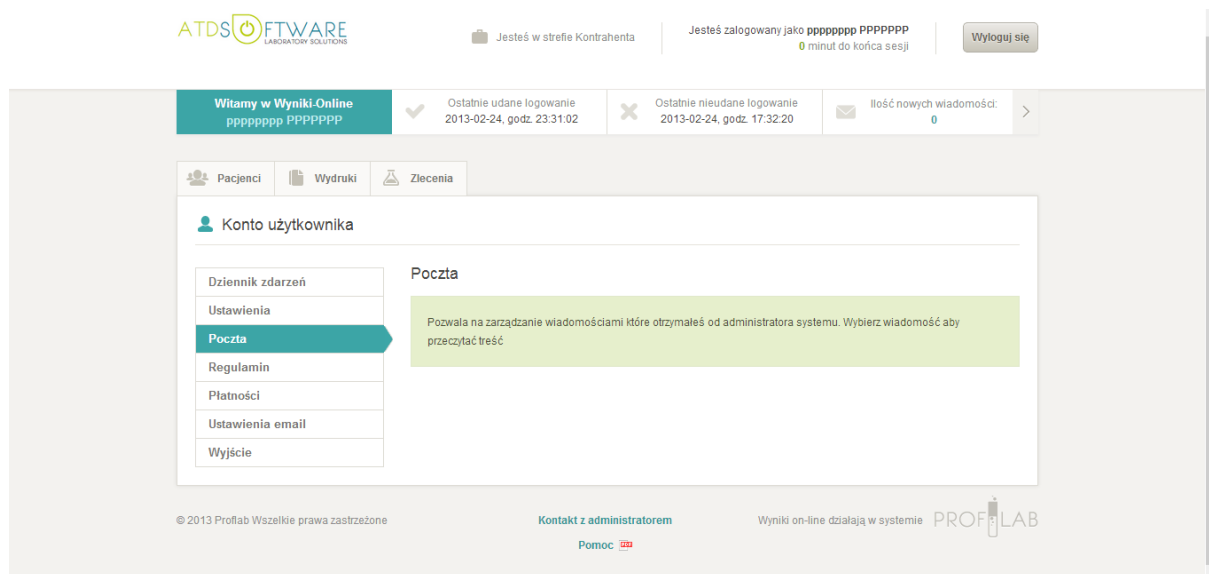 ATDSOFTWARE
LABORATORY SOLUTIONS
Jesteś w strefie Kontrahenta
Jesteś zalogowany jako pppppppp PPPPPPP
0 minut do końca sesji
Wyloguj się
Witamy w Wyniki-Online
pppppppp PPPPPPP
Ostatnie udane logowanie
2013-02-24, godz. 23:31:02
Ostatnie nieudane logowanie
2013-02-24, godz. 17:32:20
Ilość nowych wiadomości:
0
Pacjenci
Wydruki
Zlecenia
Konto użytkownika
Dziennik zdarzeń
Ustawienia
Poczta
Regulamin
Płatności
Ustawienia email
Wyjście
Poczta
Pozwala na zarządzanie wiadomościami które otrzymałeś od administratora systemu. Wybierz wiadomość aby
przeczytać treść
© 2013 Proflab Wszelkie prawa zastrzeżone
Kontakt z administratorem
Pomoc
Wyniki on-line działają w systemie
PROFILAB